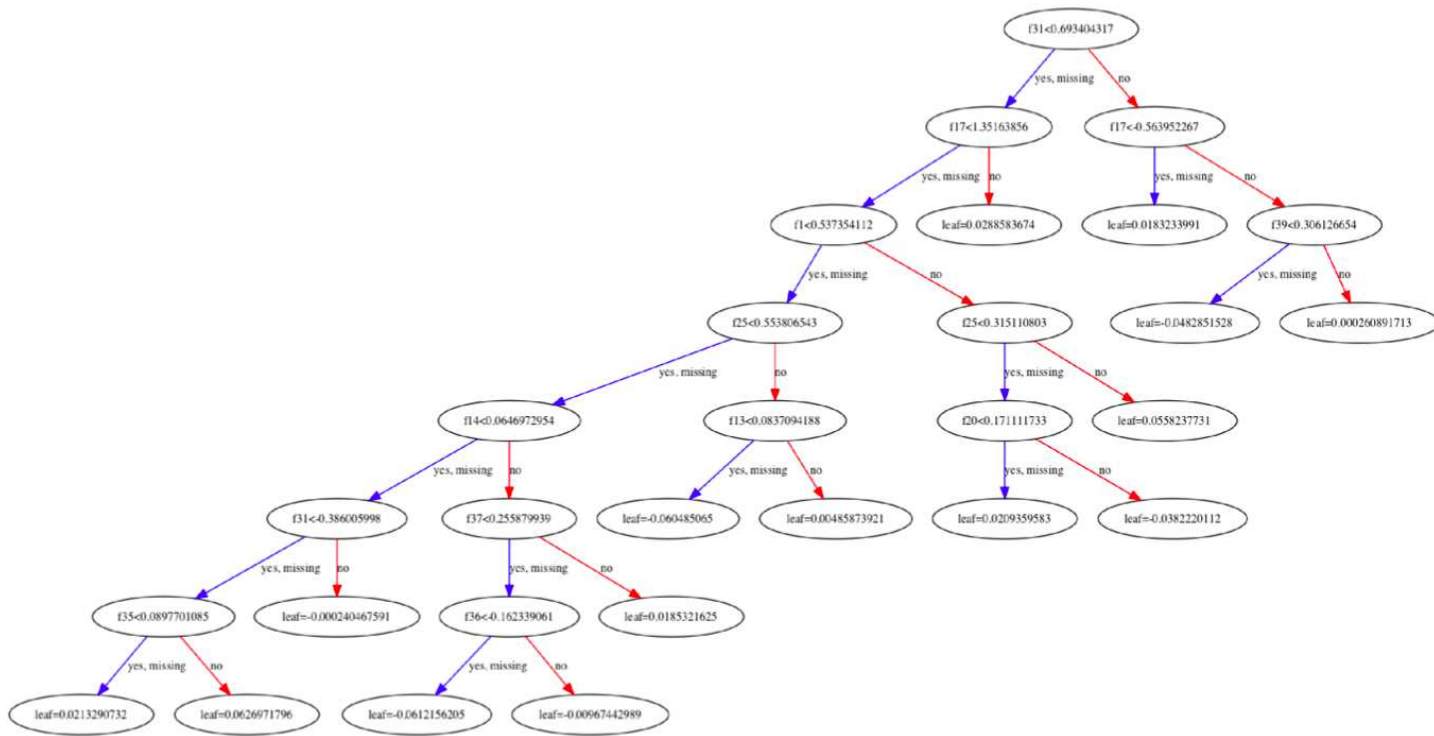 f31<0.693404317
yes, missing
no
f17<1.35163856
f17<-0.563952267
yes, missing
no
yes, missing
no
f1<0.537354112
leaf=0.0288583674
leaf=0.0183233991
f39<0.306126654
yes, missing
no
yes, missing
no
f25<0.553806543
f25<0.315110803
leaf=-0.0482851528
leaf=0.000260891713
yes, missing
no
yes, missing
no
f14<0.0646972954
f13<0.0837094188
f20<0.171111733
leaf=0.0558237731
yes, missing
no
yes, missing
no
yes, missing
no
f31<-0.386005998
f37<0.255879939
leaf=-0.060485065
leaf=0.00485873921
leaf=0.0209359583
leaf=-0.0382220112
yes, missing
no
yes, missing
no
f35<0.0897701085
leaf=-0.000240467591
f36<-0.162339061
leaf=0.0185321625
yes, missing
no
yes, missing
no
leaf=0.0213290732
leaf=0.0626971796
leaf=-0.0612156205
leaf=-0.00967442989